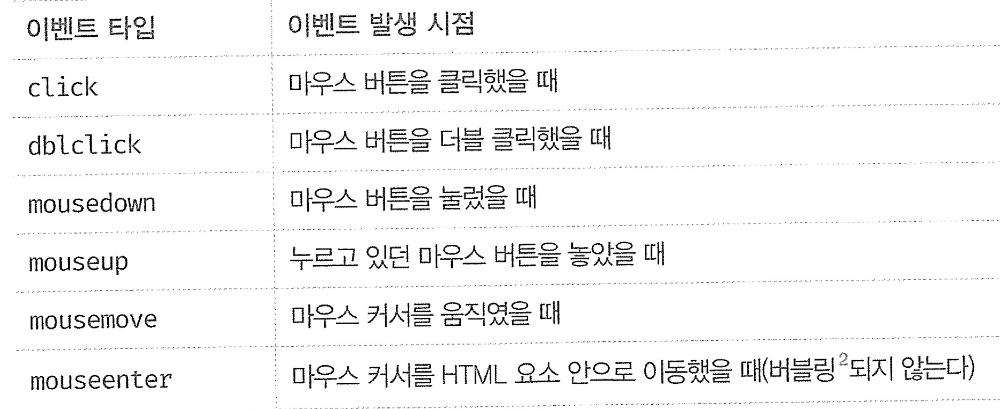 이벤트 타입 이벤트 발생 시점
click 마우스 버튼을 클릭했을 때
dblclick 마우스 버튼을 더블 클릭했을 때
mousedown 마우스 버튼을 눌렀을 때
mouseup 누르고 있던 마우스 버튼을 놓았을 때
mousemove 마우스 커서를 움직였을 때
mouseenter 마우스 커서를 HTML 요소 안으로 이동했을 때(버블링²되지 않는다)